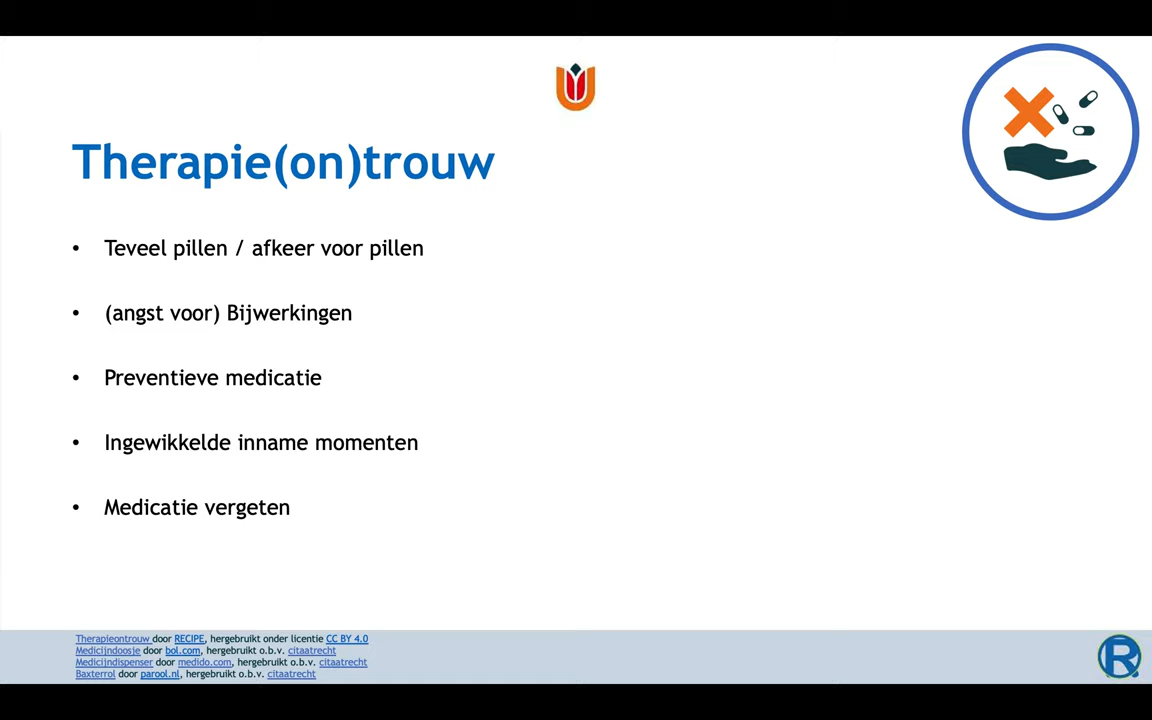 Therapie(on)trouw
• Teveel pillen / afkeer voor pillen
• (angst voor) Bijwerkingen
• Preventieve medicatie
• Ingewikkelde inname momenten
• Medicatie vergeten
Therapieontrouw door RECIPE, hergebruikt onder licentie CC BY 4.0
Medicijndoosje door bol.com, hergebruikt o.b.v. citaatrecht
Medicijndispenser door medido.com, hergebruikt o.b.v. citaatrecht
Baxterrol door parool.nl, hergebruikt o.b.v. citaatrecht
R